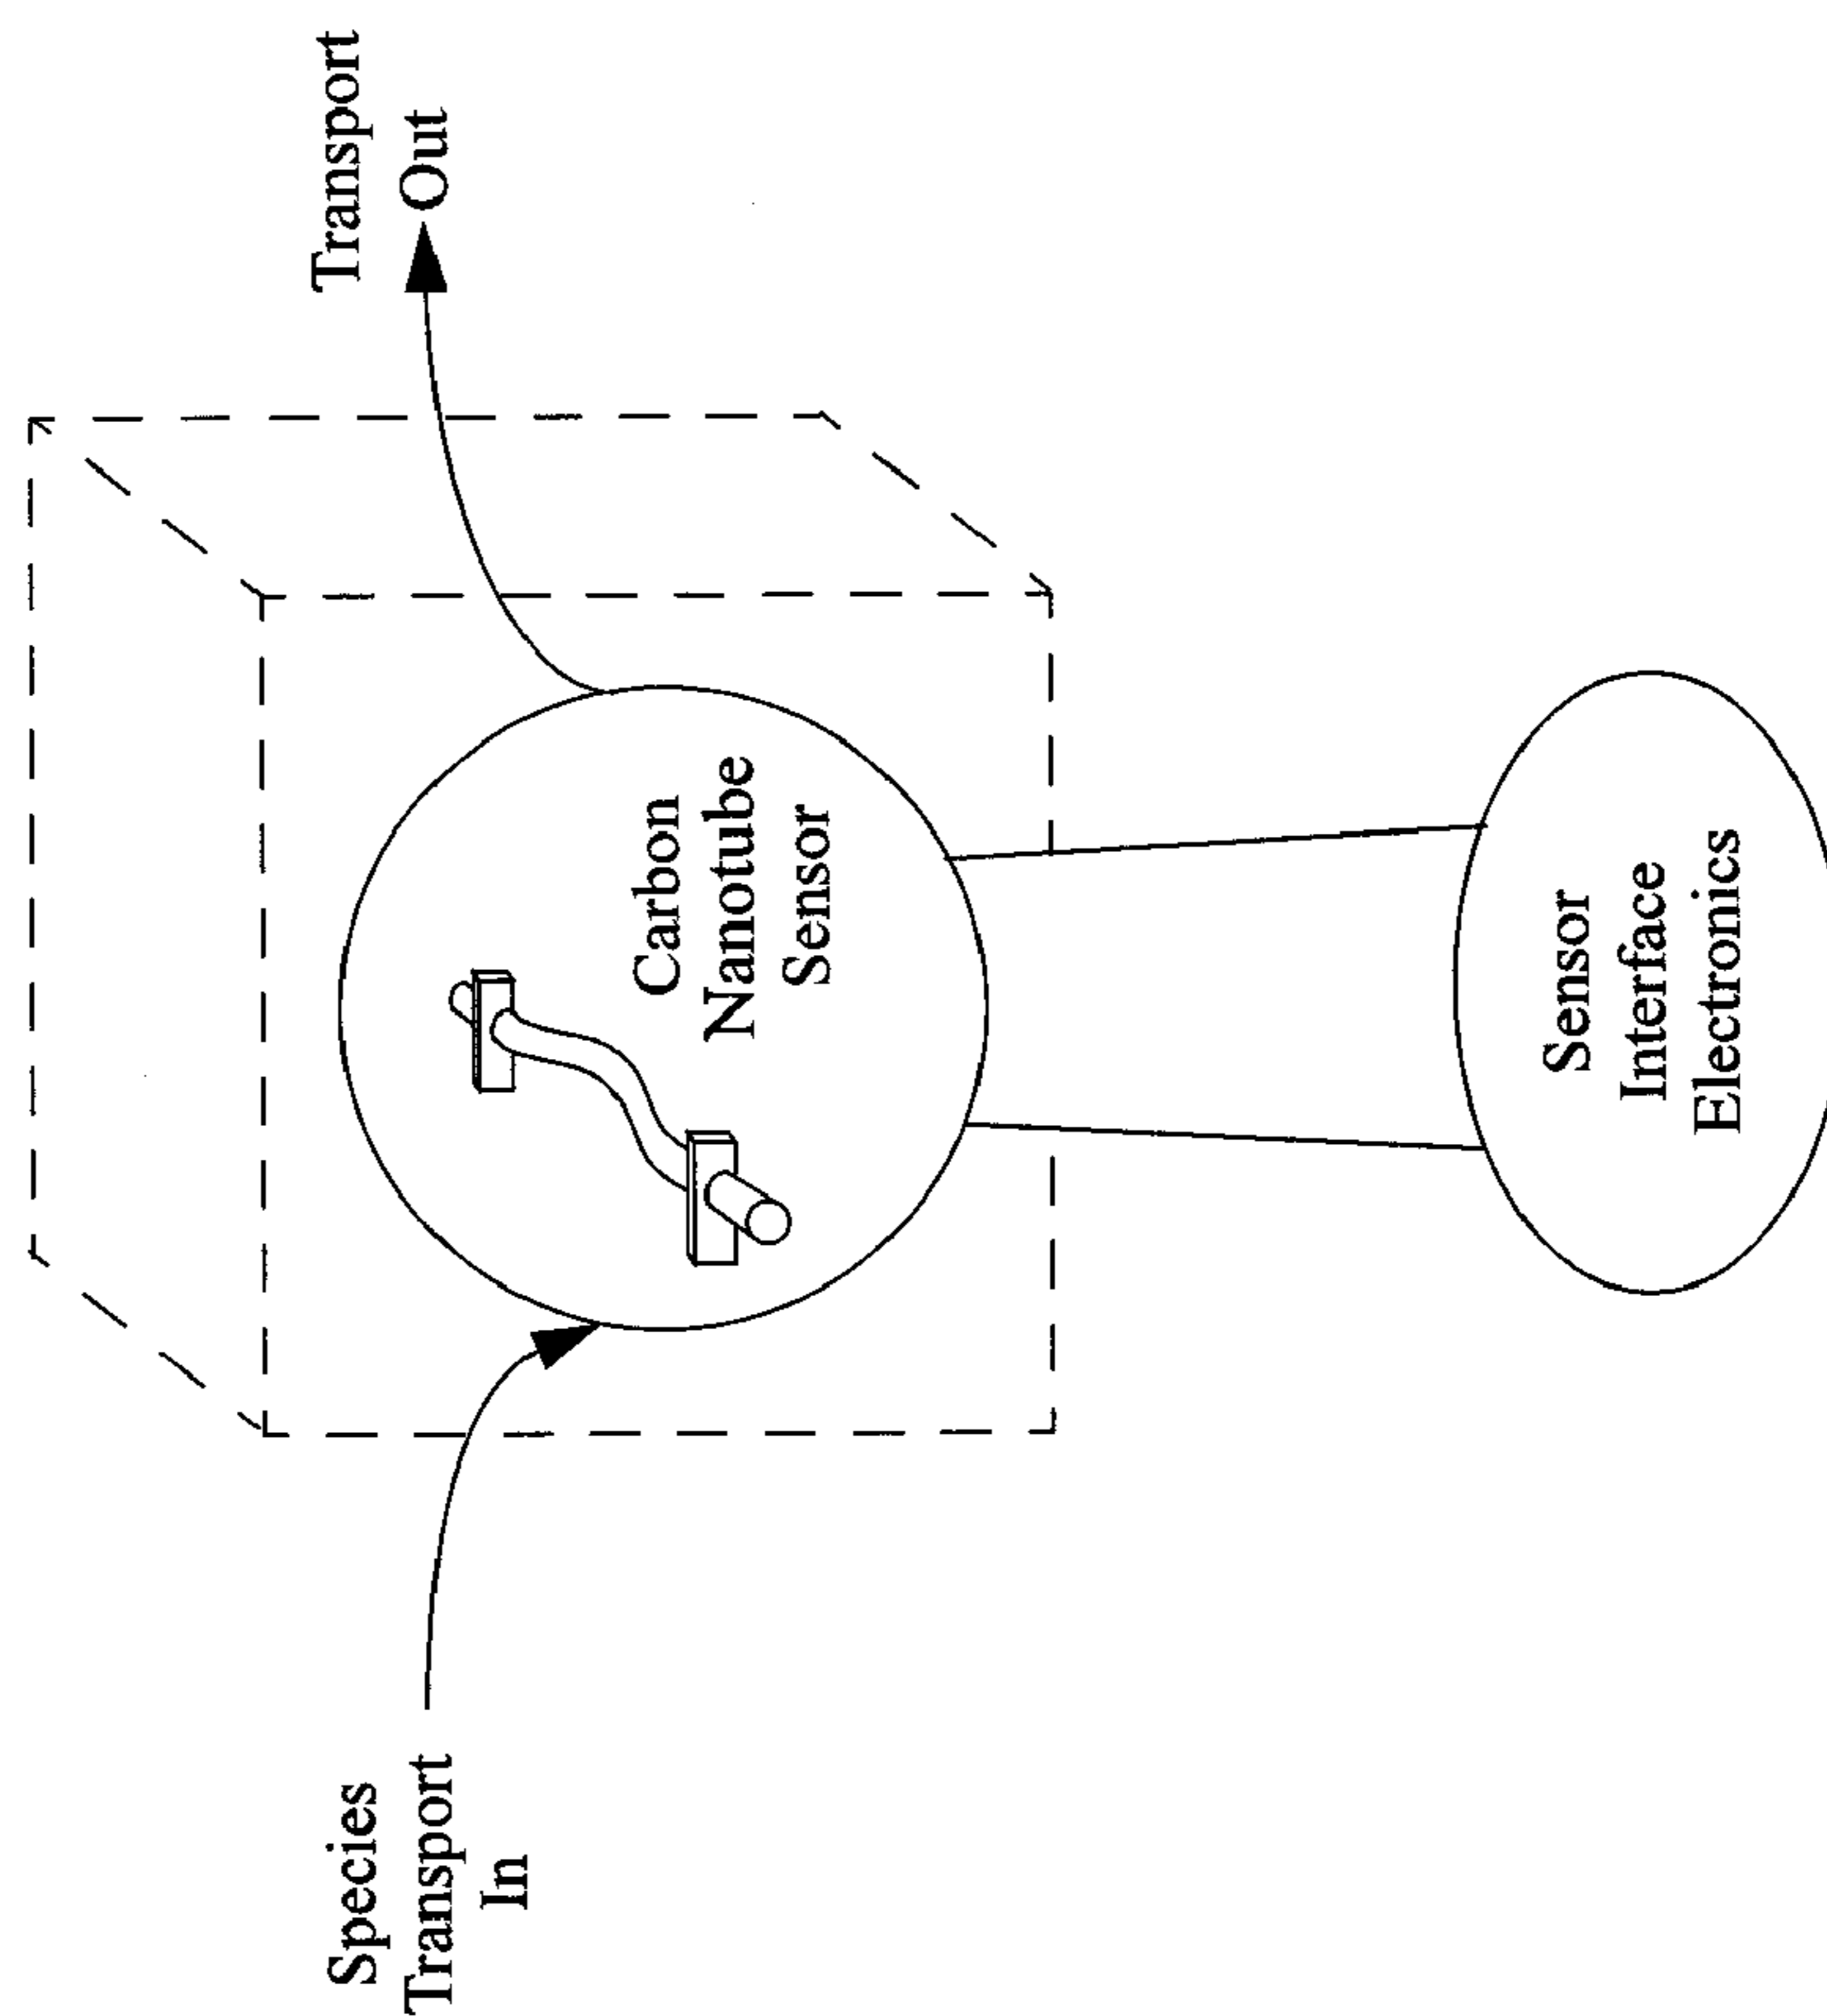 Species
Transport
In
Carbon
Nanotube
Sensor
Transport
Out
Sensor
Interface
Electronics